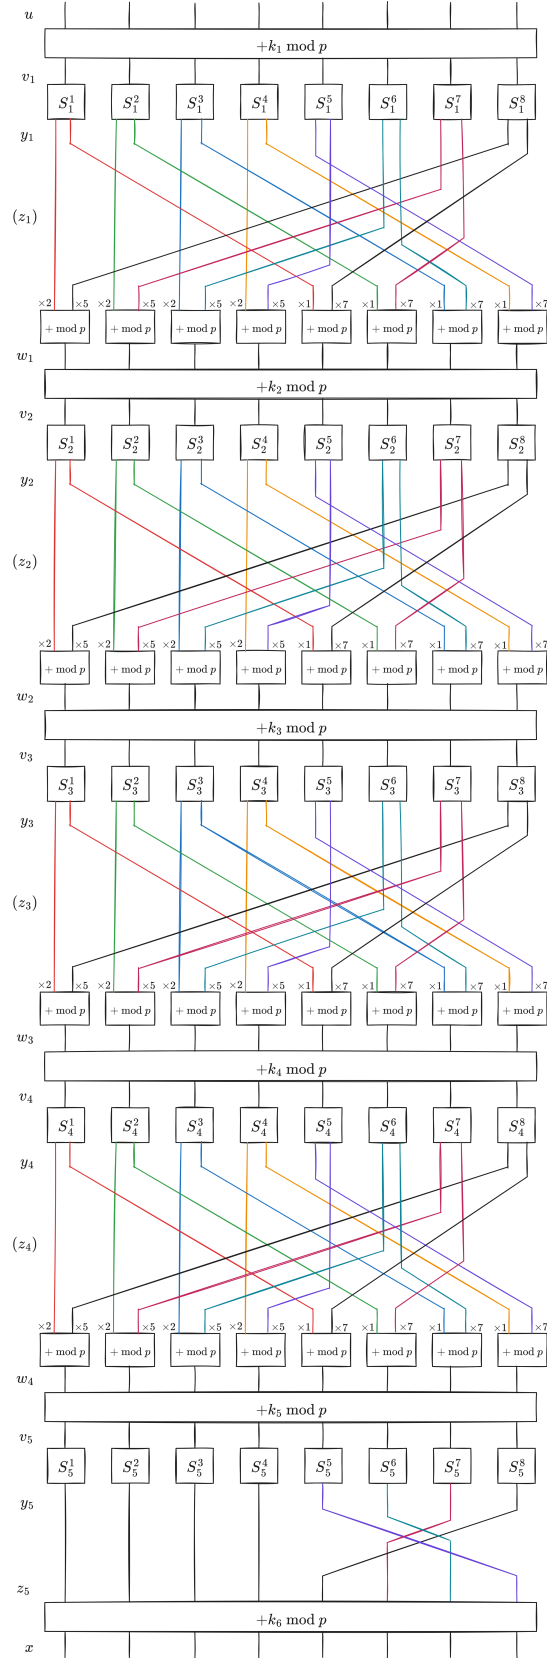 u
+k₁ mod p
v₁
S₁¹ S₁² S₁³ S₁⁴ S₁⁵ S₁⁶ S₁⁷ S₁⁸
y₁
(z₁)
×2 ×5 ×2 ×5 ×2 ×5 ×2 ×5 ×1 ×7 ×1 ×7 ×1 ×7 ×1 ×7
+ mod p + mod p + mod p + mod p + mod p + mod p + mod p + mod p
w₁
+k₂ mod p
v₂
S₂¹ S₂² S₂³ S₂⁴ S₂⁵ S₂⁶ S₂⁷ S₂⁸
y₂
(z₂)
×2 ×5 ×2 ×5 ×2 ×5 ×2 ×5 ×1 ×7 ×1 ×7 ×1 ×7 ×1 ×7
+ mod p + mod p + mod p + mod p + mod p + mod p + mod p + mod p
w₂
+k₃ mod p
v₃
S₃¹ S₃² S₃³ S₃⁴ S₃⁵ S₃⁶ S₃⁷ S₃⁸
y₃
(z₃)
×2 ×5 ×2 ×5 ×2 ×5 ×2 ×5 ×1 ×7 ×1 ×7 ×1 ×7 ×1 ×7
+ mod p + mod p + mod p + mod p + mod p + mod p + mod p + mod p
w₃
+k₄ mod p
v₄
S₄¹ S₄² S₄³ S₄⁴ S₄⁵ S₄⁶ S₄⁷ S₄⁸
y₄
(z₄)
×2 ×5 ×2 ×5 ×2 ×5 ×2 ×5 ×1 ×7 ×1 ×7 ×1 ×7 ×1 ×7
+ mod p + mod p + mod p + mod p + mod p + mod p + mod p + mod p
w₄
+k₅ mod p
v₅
S₅¹ S₅² S₅³ S₅⁴ S₅⁵ S₅⁶ S₅⁷ S₅⁸
y₅
z₅
+k₆ mod p
x